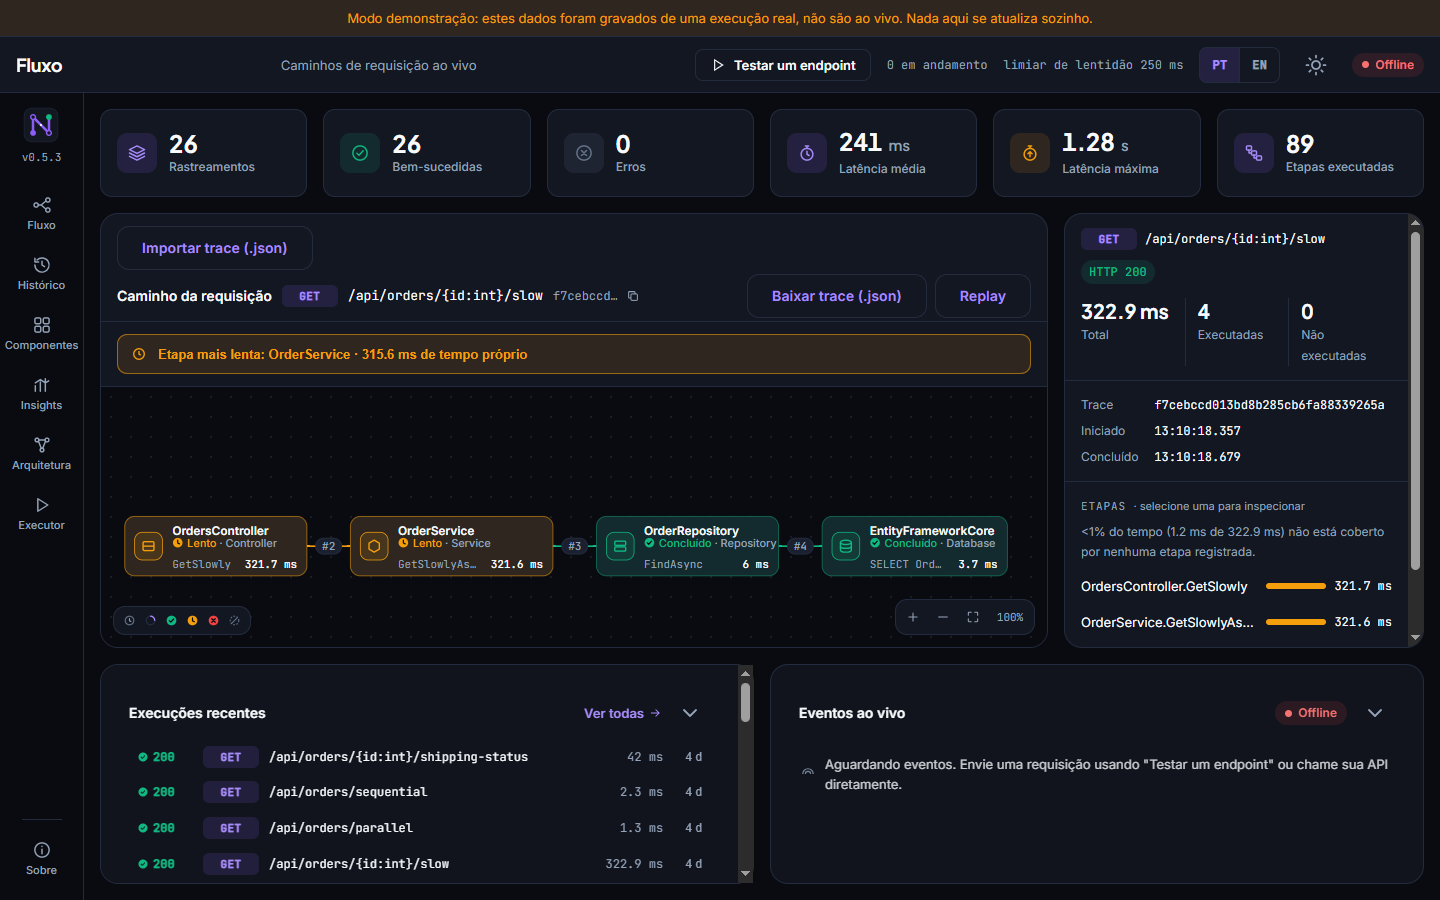 Modo demonstração: estes dados foram gravados de uma execução real, não são ao vivo. Nada aqui se atualiza sozinho.
Fluxo
Caminhos de requisição ao vivo
Testar um endpoint
0 em andamento
limiar de lentidão 250 ms
PT
EN
Offline
v0.5.3
Fluxo
Histórico
Componentes
Insights
Arquitetura
Executor
Sobre
26
Rastreamentos
26
Bem-sucedidas
0
Erros
241 ms
Latência média
1.28 s
Latência máxima
89
Etapas executadas
Importar trace (.json)
Caminho da requisição GET /api/orders/{id:int}/slow f7cebccd…
Baixar trace (.json)
Replay
Etapa mais lenta: OrderService · 315.6 ms de tempo próprio
OrdersController
Lento · Controller
GetSlowly 321.7 ms
#2
OrderService
Lento · Service
GetSlowlyAs… 321.6 ms
#3
OrderRepository
Concluído · Repository
FindAsync 6 ms
#4
EntityFrameworkCore
Concluído · Database
SELECT Ord… 3.7 ms
100%
GET /api/orders/{id:int}/slow
HTTP 200
322.9 ms
Total
4
Executadas
0
Não
executadas
Trace f7cebccd013bd8b285cb6fa88339265a
Iniciado 13:10:18.357
Concluído 13:10:18.679
ETAPAS · selecione uma para inspecionar
<1% do tempo (1.2 ms de 322.9 ms) não está coberto
por nenhuma etapa registrada.
OrdersController.GetSlowly 321.7 ms
OrderService.GetSlowlyAs… 321.6 ms
Execuções recentes
Ver todas →
200 GET /api/orders/{id:int}/shipping-status 42 ms 4 d
200 GET /api/orders/sequential 2.3 ms 4 d
200 GET /api/orders/parallel 1.3 ms 4 d
200 GET /api/orders/{id:int}/slow 322.9 ms 4 d
Eventos ao vivo
Offline
Aguardando eventos. Envie uma requisição usando "Testar um endpoint" ou chame sua API
diretamente.